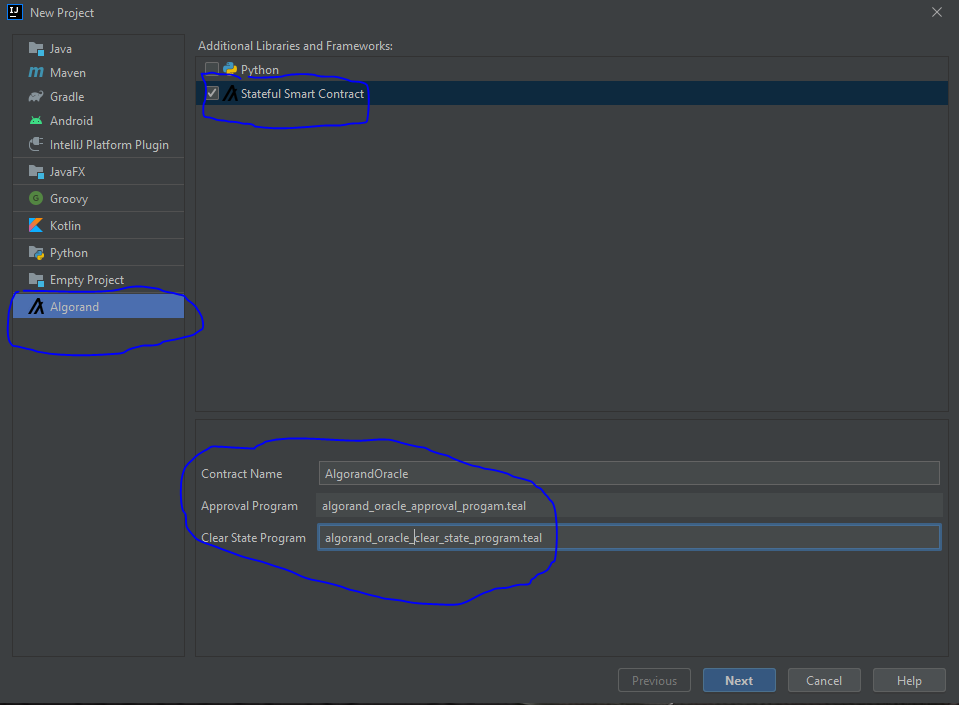 New Project
Java
Maven
Gradle
Android
IntelliJ Platform Plugin
JavaFX
Groovy
Kotlin
Python
Empty Project
Algorand
Additional Libraries and Frameworks:
Python
Stateful Smart Contract
Contract Name AlgorandOracle
Approval Program algorand_oracle_approval_progam.teal
Clear State Program algorand_oracle_clear_state_program.teal
Previous Next Cancel Help